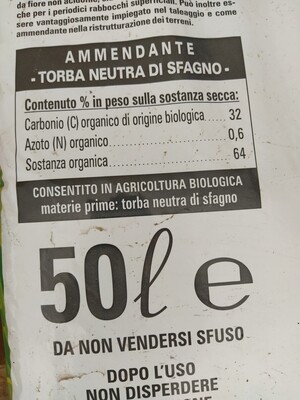 da fiore non acidofile,
che per i periodici rabbocchi superficiali. Può inoltre es-
sere vantaggiosamente impiegato nel taleaggio e come
ammendante nella ristrutturazione dei terreni.
AMMENDANTE
- TORBA NEUTRA DI SFAGNO -
Contenuto % in peso sulla sostanza secca:
Carbonio (C) organico di origine biologica..... 32
Azoto (N) organico..................... 0,6
Sostanza organica..................... 64
CONSENTITO IN AGRICOLTURA BIOLOGICA
materie prime: torba neutra di sfagno
50 ℓ e
DA NON VENDERSI SFUSO
DOPO L'USO
NON DISPERDERE